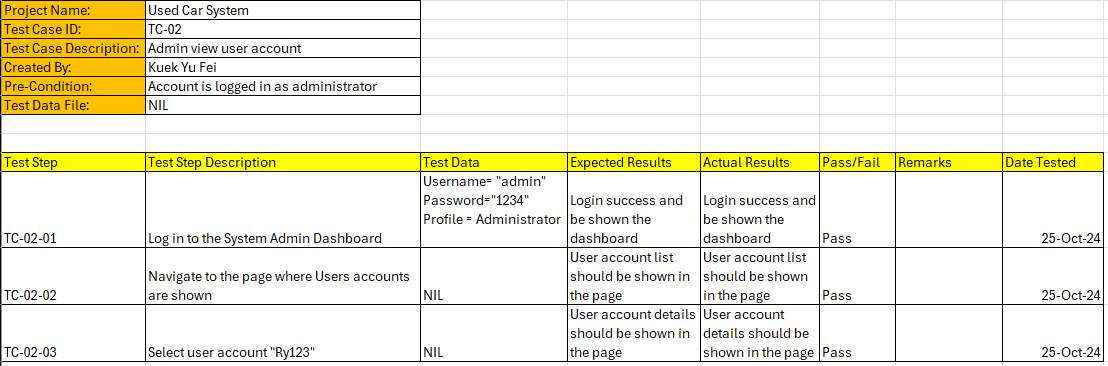 Project Name: Used Car System
Test Case ID: TC-02
Test Case Description: Admin view user account
Created By: Kuek Yu Fei
Pre-Condition: Account is logged in as administrator
Test Data File: NIL
Test Step Test Step Description Test Data Expected Results Actual Results Pass/Fail Remarks Date Tested
TC-02-01
Log in to the System Admin Dashboard
Username= "admin"
Password="1234"
Profile = Administrator
Login success and
be shown the
dashboard
Login success and
be shown the
dashboard
Pass
25-Oct-24
TC-02-02
Navigate to the page where Users accounts
are shown
NIL
User account list
should be shown in
the page
User account list
should be shown
in the page
Pass
25-Oct-24
TC-02-03
Select user account "Ry123"
NIL
User account details
should be shown in
the page
User account
details should be
shown in the page
Pass
25-Oct-24